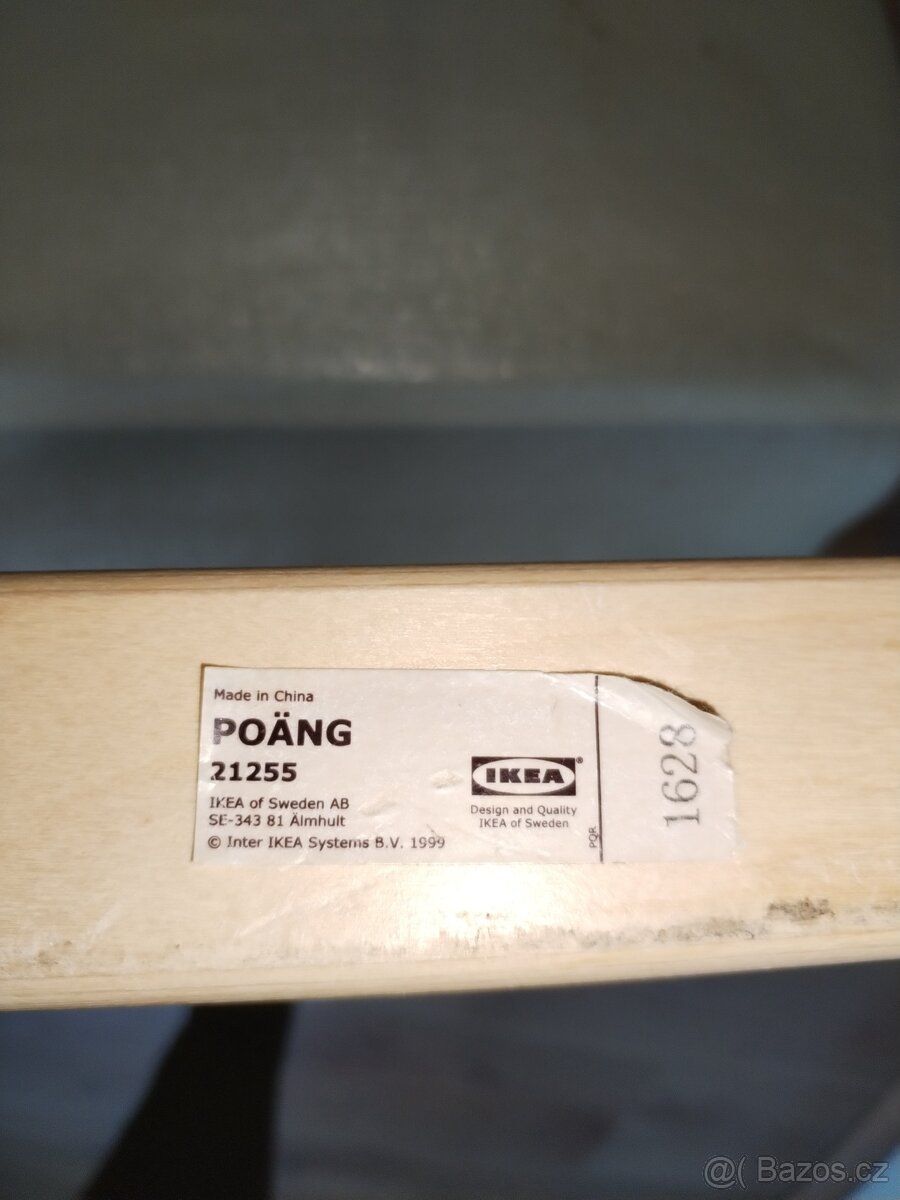 Made in China
POÄNG
21255
IKEA of Sweden AB
SE-343 81 Älmhult
© Inter IKEA Systems B.V. 1999
IKEA®
Design and Quality
IKEA of Sweden
PQR
1628
@( Bazos.cz